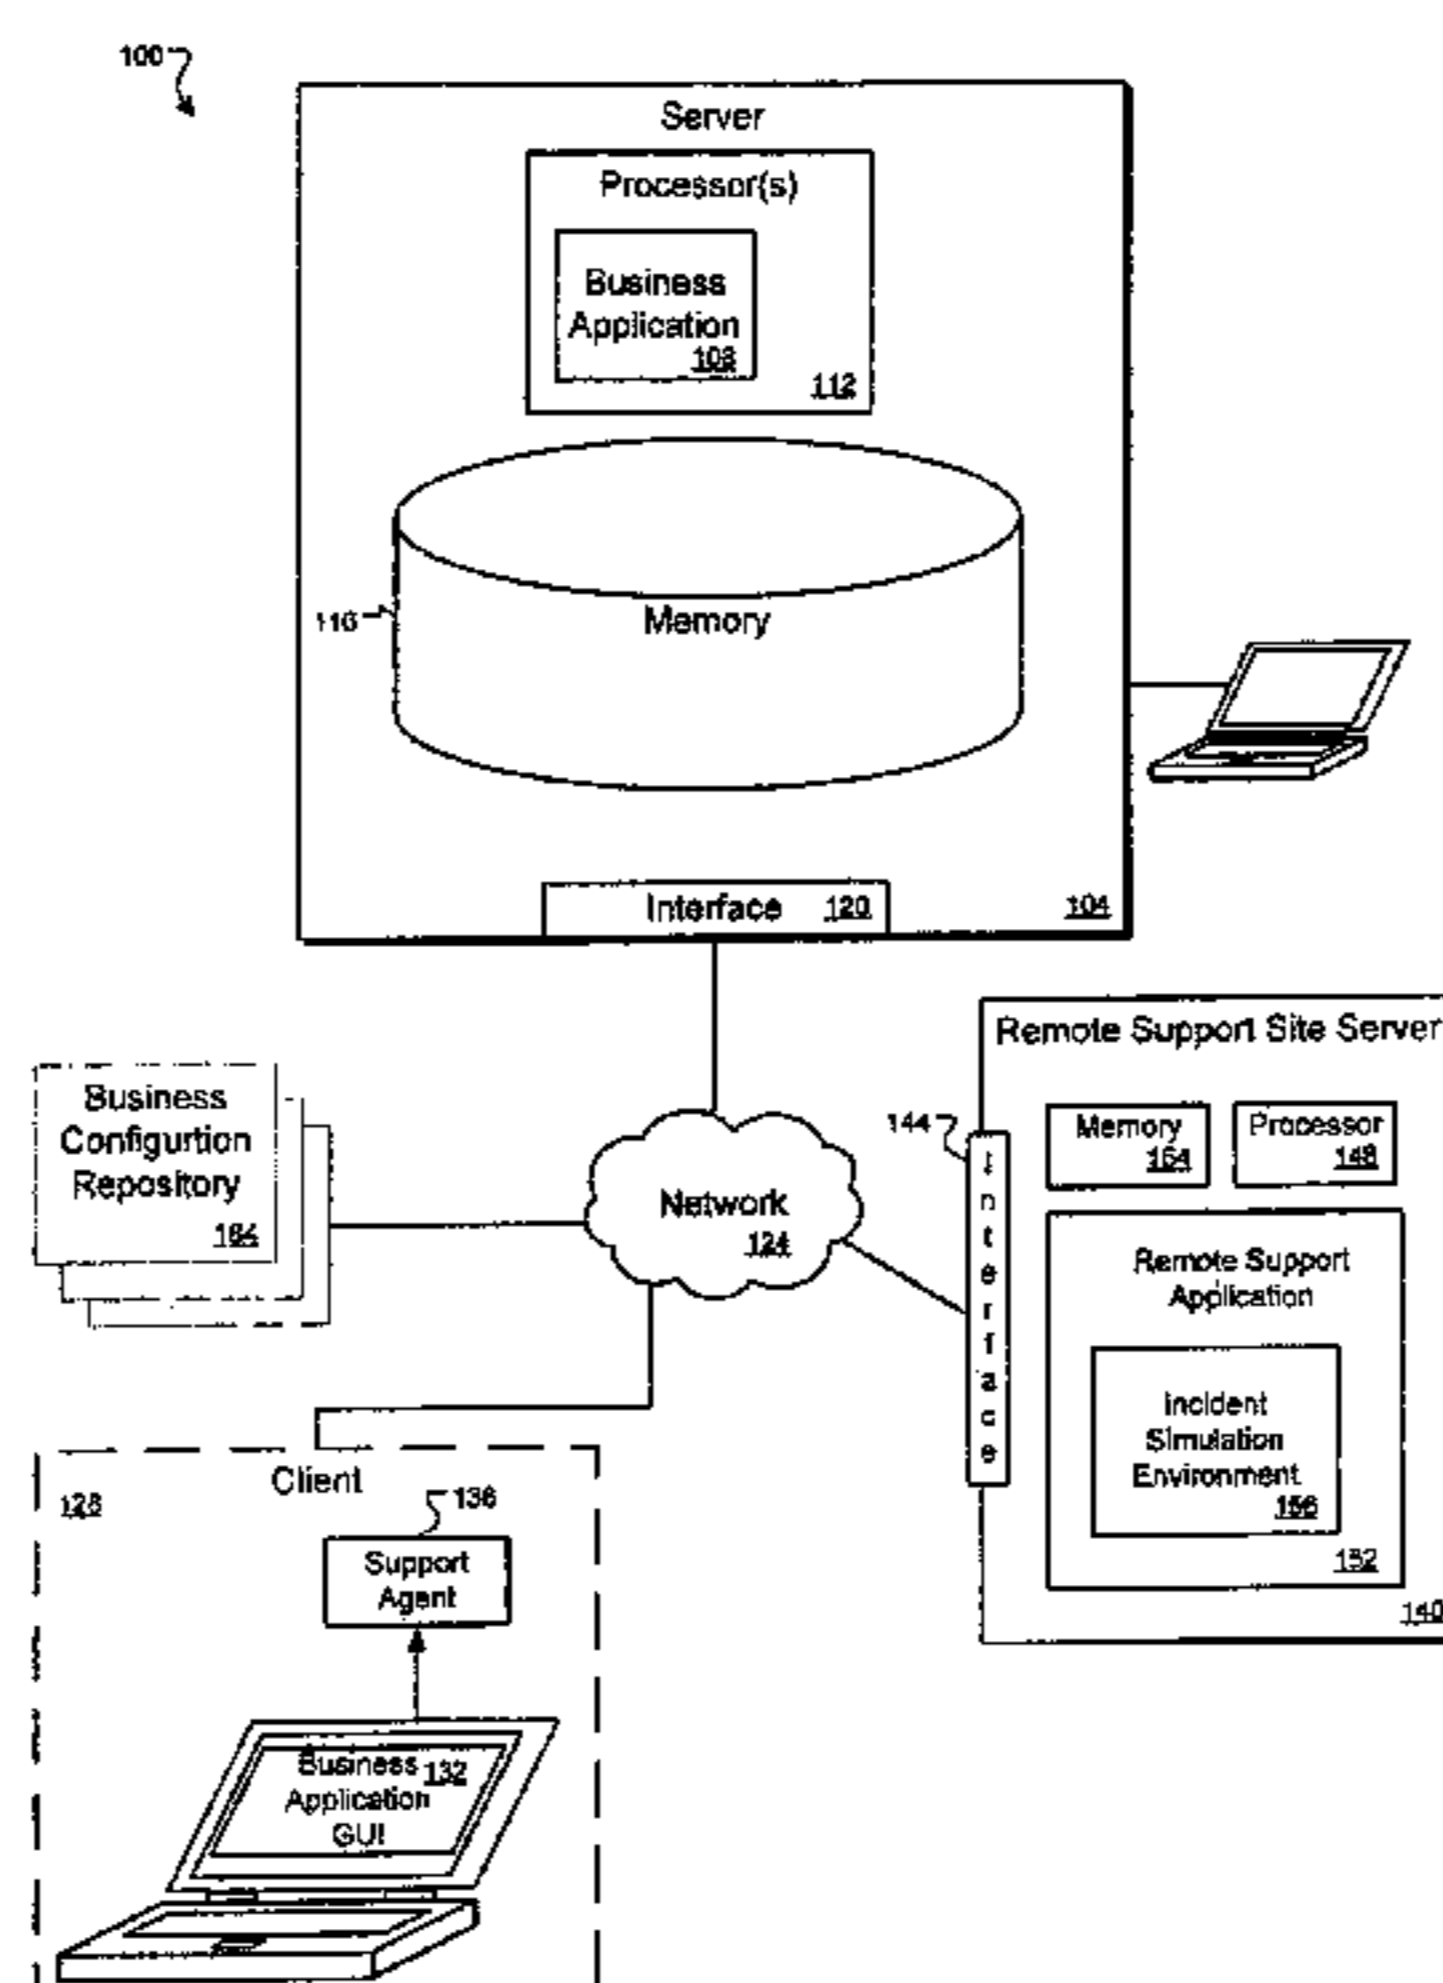 100
Server
Processor(s)
Business
Application
108
112
116
Memory
Interface 120
104
Remote Support Site Server
Business
Configurtion
Repository
164
144
Memory
Processor
148
Interface
Network
124
Remote Support
Application
Incident
Simulation
Environment
156
152
140
Client
128
136
Support
Agent
Business 132
Application
GUI